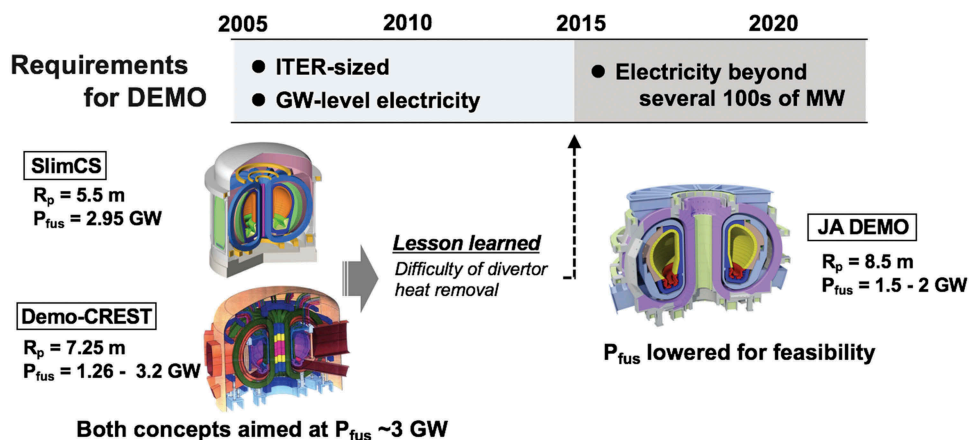 2005 2010 2015 2020
Requirements
for DEMO
● ITER-sized
● GW-level electricity
● Electricity beyond
several 100s of MW
SlimCS
Rp = 5.5 m
Pfus = 2.95 GW
Demo-CREST
Rp = 7.25 m
Pfus = 1.26 - 3.2 GW
Both concepts aimed at Pfus ~3 GW
Lesson learned
Difficulty of divertor
heat removal
JA DEMO
Rp = 8.5 m
Pfus = 1.5 - 2 GW
Pfus lowered for feasibility